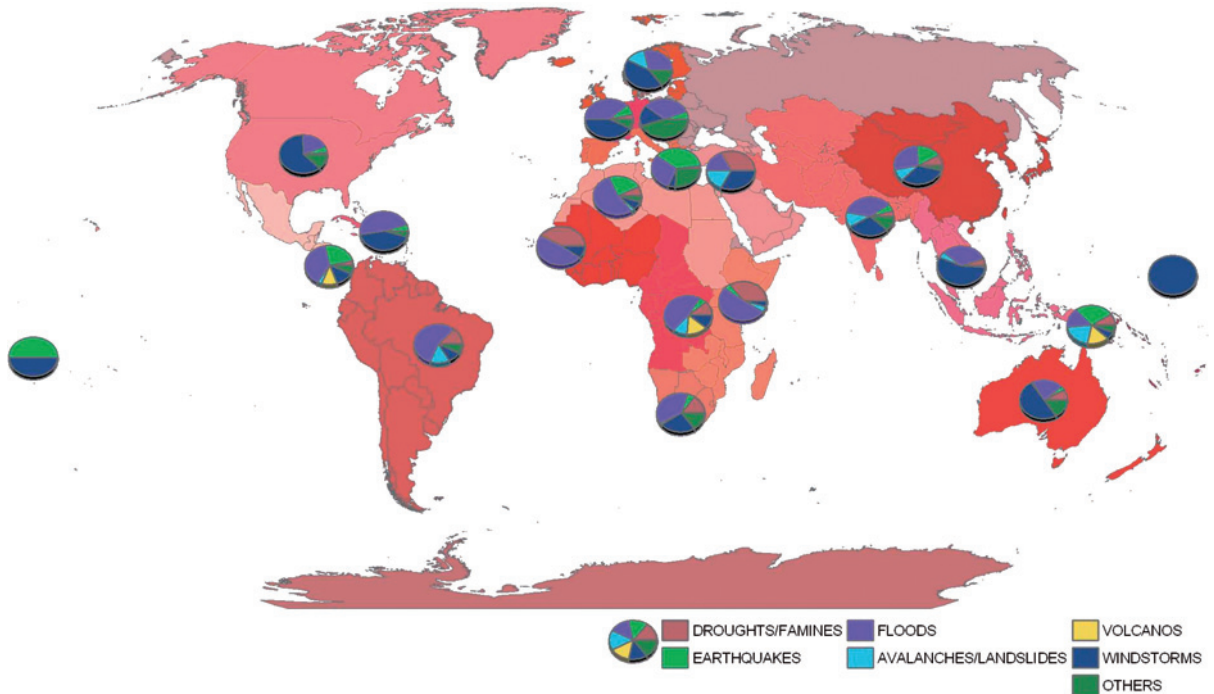 DROUGHTS/FAMINES
FLOODS
VOLCANOS
EARTHQUAKES
AVALANCHES/LANDSLIDES
WINDSTORMS
OTHERS